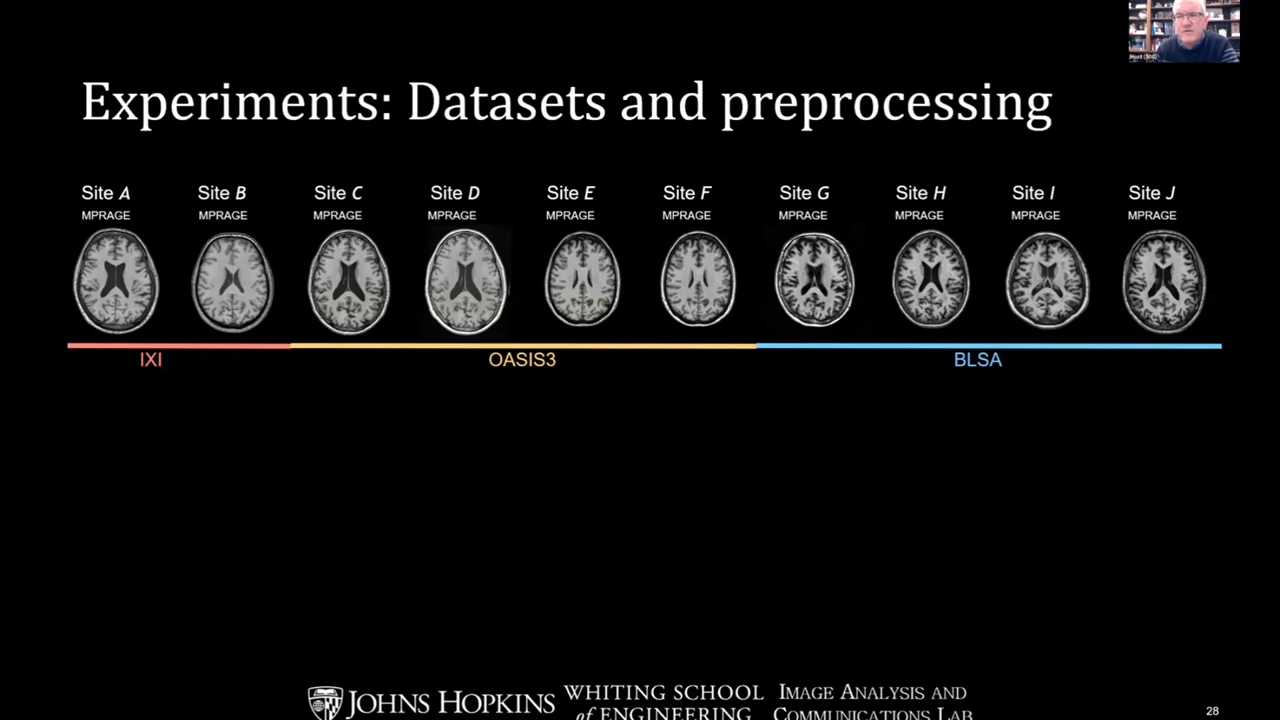 Experiments: Datasets and preprocessing
Site A Site B Site C Site D Site E Site F Site G Site H Site I Site J
MPRAGE MPRAGE MPRAGE MPRAGE MPRAGE MPRAGE MPRAGE MPRAGE MPRAGE MPRAGE
IXI OASIS3 BLSA
JOHNS HOPKINS
WHITING SCHOOL
of ENGINEERING
IMAGE ANALYSIS AND
COMMUNICATIONS LAB
28